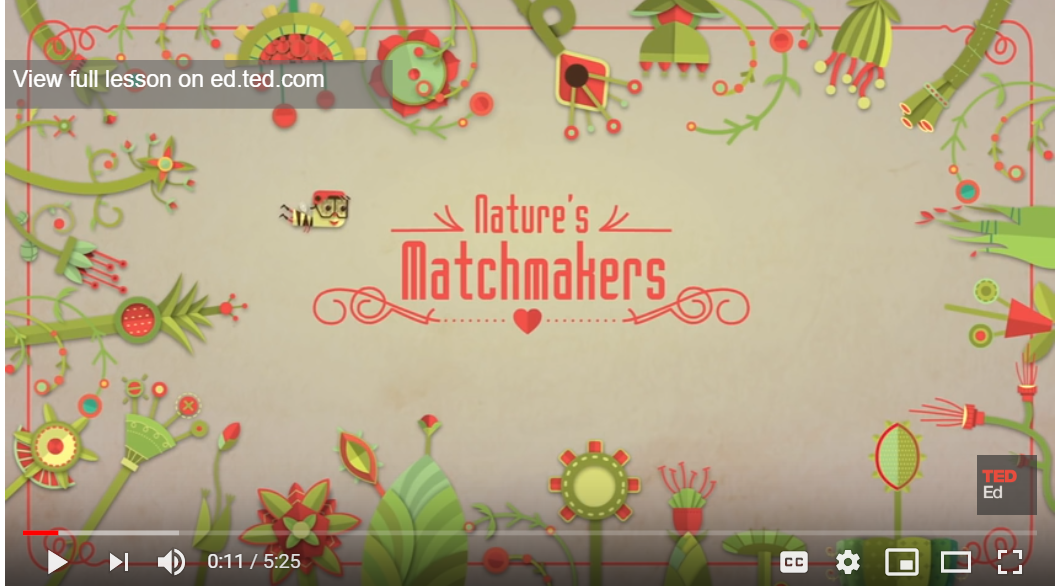 View full lesson on ed.ted.com
Nature's
Matchmakers
TED
Ed
0:11 / 5:25
CC